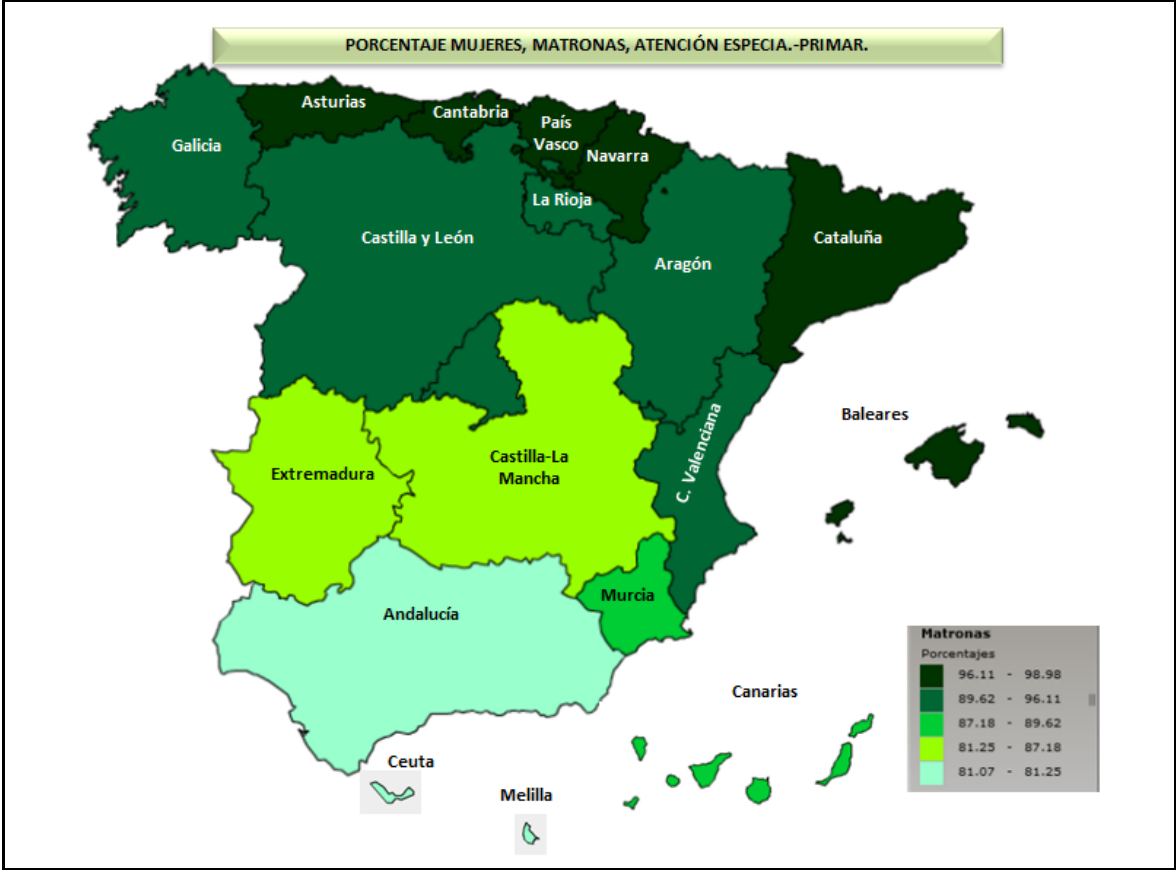 PORCENTAJE MUJERES, MATRONAS, ATENCIÓN ESPECIA.-PRIMAR.
Asturias
Cantabria
País
Vasco
Navarra
Galicia
La Rioja
Castilla y León
Aragón
Cataluña
Baleares
C. Valenciana
Castilla-La
Mancha
Extremadura
Murcia
Andalucía
Canarias
Ceuta
Melilla
Matronas
Porcentajes
96.11 - 98.98
89.62 - 96.11
87.18 - 89.62
81.25 - 87.18
81.07 - 81.25